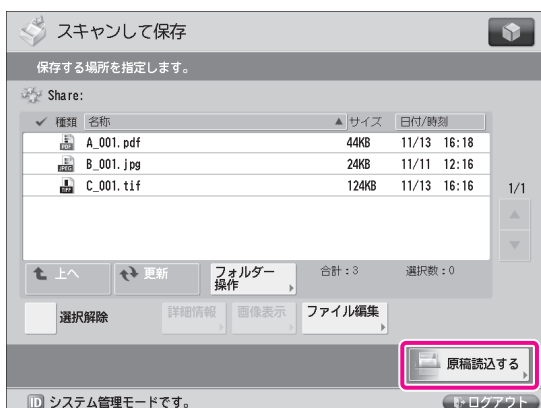 スキャンして保存
保存する場所を指定します。
Share:
種類 名称 ▲ サイズ 日付/時刻
PDF A_001.pdf 44KB 11/13 16:18
JPEG B_001.jpg 24KB 11/11 12:16
C_001.tif 124KB 11/13 16:16
1/1
上へ 更新 フォルダー操作 合計:3 選択数:0
選択解除 詳細情報 画像表示 ファイル編集
原稿読込する
ID システム管理モードです。 ログアウト